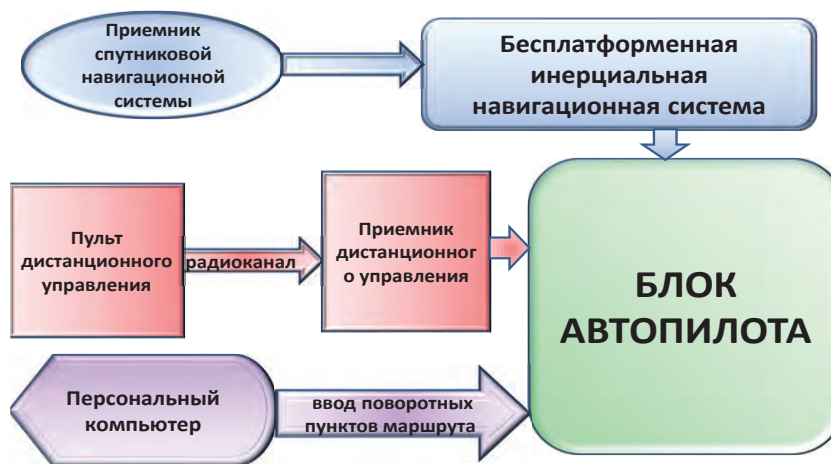 Приемник
спутниковой
навигационной
системы
Бесплатформенная
инерциальная
навигационная система
Пульт
дистанционного
управления
радиоканал
Приемник
дистанционног
о управления
БЛОК
АВТОПИЛОТА
Персональный
компьютер
ввод поворотных
пунктов маршрута